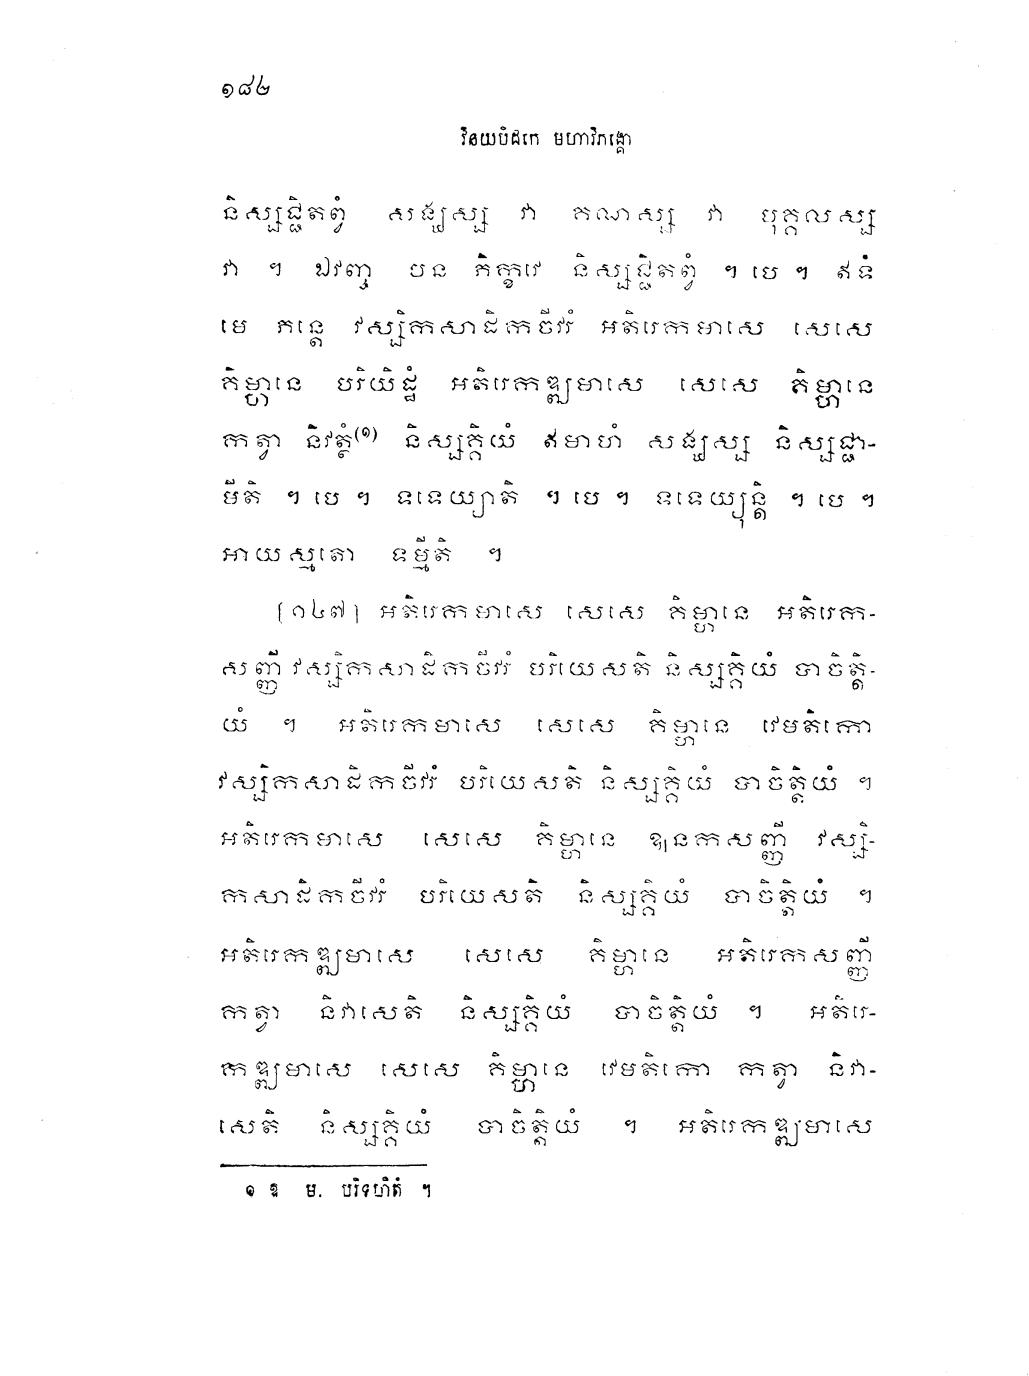 ១៨២
វិនយបិដកេ មហាវិភង្គោ
និស្សជ្ជិតព្វំ សង្ឃស្ស វា គណស្ស វា បុគ្គលស្ស
វា ។ ឯវញ្ច បន ភិក្ខវេ និស្សជ្ជិតព្វំ ។ បេ ។ ឥទំ
មេ ភន្តេ វស្សិកសាដិកចីវរំ អតិរេកមាសេ សេសេ
គិម្ហានេ បរិយិដ្ឋំ អតិរេកឌ្ឍមាសេ សេសេ គិម្ហានេ
កត្វា និវត្ថំ(១) និស្សគ្គិយំ ឥមាហំ សង្ឃស្ស និស្សជ្ជា-
មីតិ ។ បេ ។ ទទេយ្យាតិ ។ បេ ។ ទទេយ្យុន្តិ ។ បេ ។
អាយស្មតោ ទម្មីតិ ។
[១៤៧] អតិរេកមាសេ សេសេ គិម្ហានេ អតិរេក-
សញ្ញី វស្សិកសាដិកចីវរំ បរិយេសតិ និស្សគ្គិយំ បាចិត្តិ-
យំ ។ អតិរេកមាសេ សេសេ គិម្ហានេ វេមតិកោ
វស្សិកសាដិកចីវរំ បរិយេសតិ និស្សគ្គិយំ បាចិត្តិយំ ។
អតិរេកមាសេ សេសេ គិម្ហានេ ឩនកសញ្ញី វស្សិ-
កសាដិកចីវរំ បរិយេសតិ និស្សគ្គិយំ បាចិត្តិយំ ។
អតិរេកឌ្ឍមាសេ សេសេ គិម្ហានេ អតិរេកសញ្ញី
កត្វា និវាសេតិ និស្សគ្គិយំ បាចិត្តិយំ ។ អតិរេ-
កឌ្ឍមាសេ សេសេ គិម្ហានេ វេមតិកោ កត្វា និវា-
សេតិ និស្សគ្គិយំ បាចិត្តិយំ ។ អតិរេកឌ្ឍមាសេ
១ ឱ ម. បរិទហិតំ ។